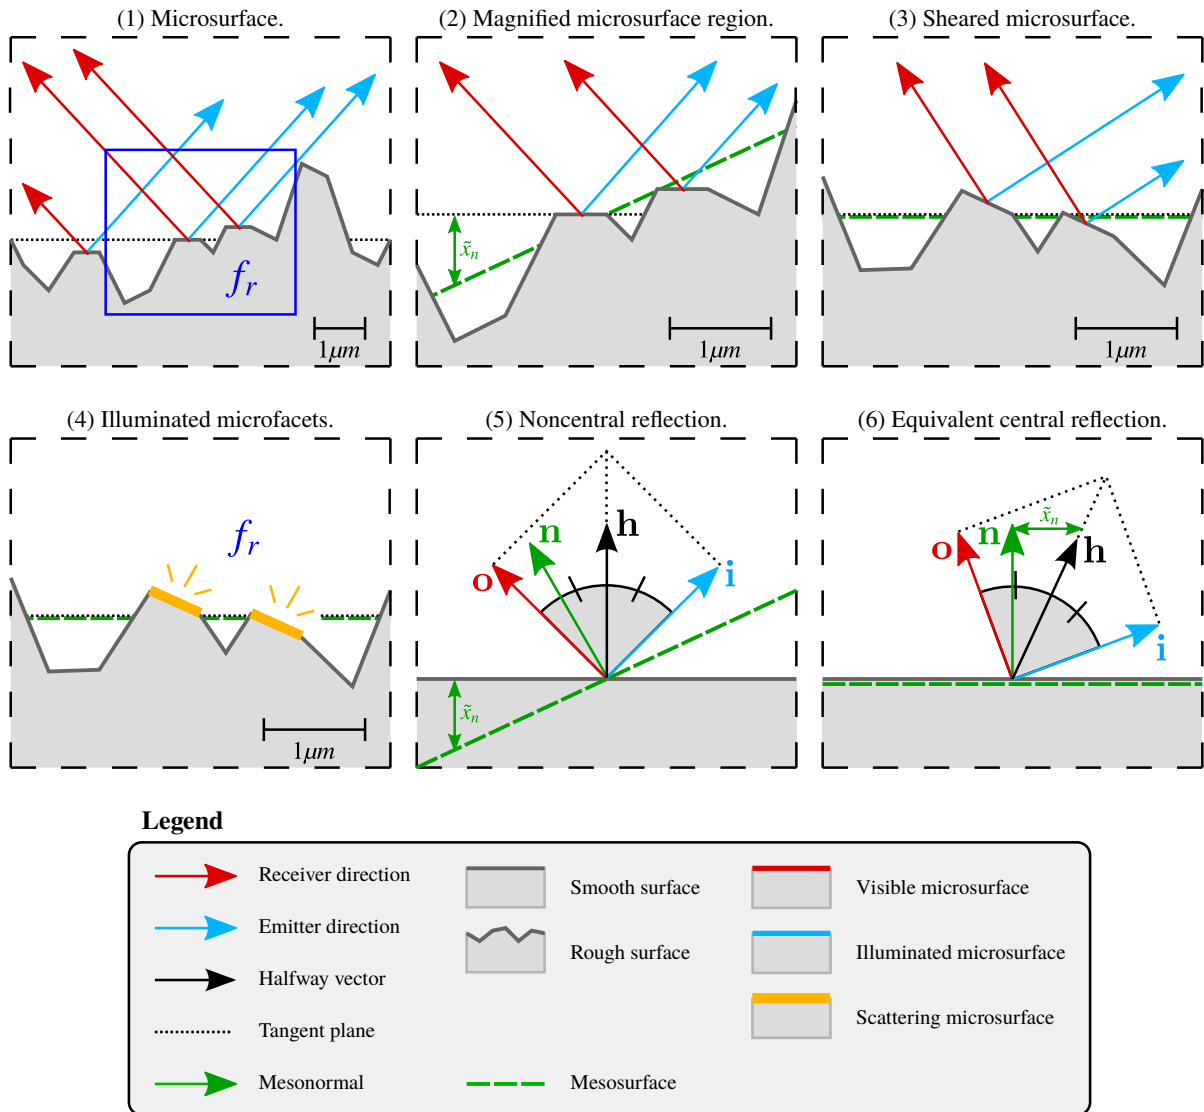 (1) Microsurface.
(2) Magnified microsurface region.
(3) Sheared microsurface.
f_r
1μm
x̃_n
1μm
1μm
(4) Illuminated microfacets.
(5) Noncentral reflection.
(6) Equivalent central reflection.
f_r
1μm
o
n
h
i
x̃_n
o
n
x̃_n
h
i
Legend
Receiver direction
Smooth surface
Visible microsurface
Emitter direction
Rough surface
Illuminated microsurface
Halfway vector
Scattering microsurface
Tangent plane
Mesonormal
Mesosurface